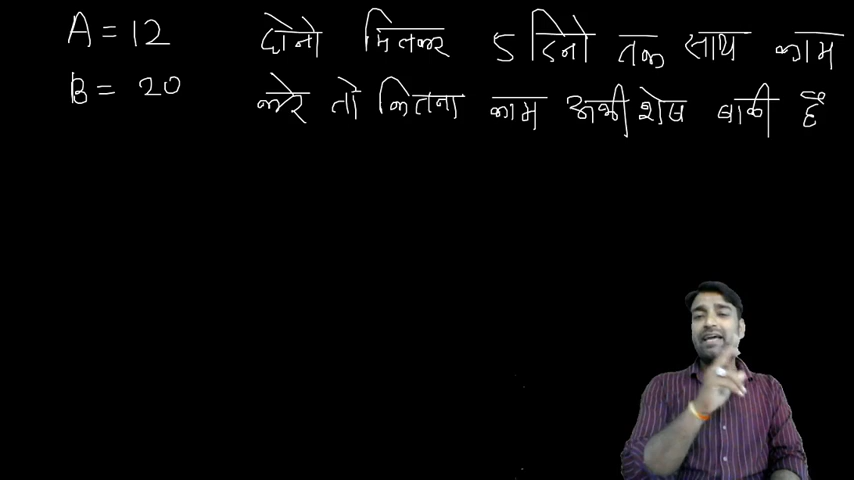 A = 12 दोनो मिलकर 5 दिनो तक साथ काम
B = 20 करे तो कितना काम अभी शेष बाकी है